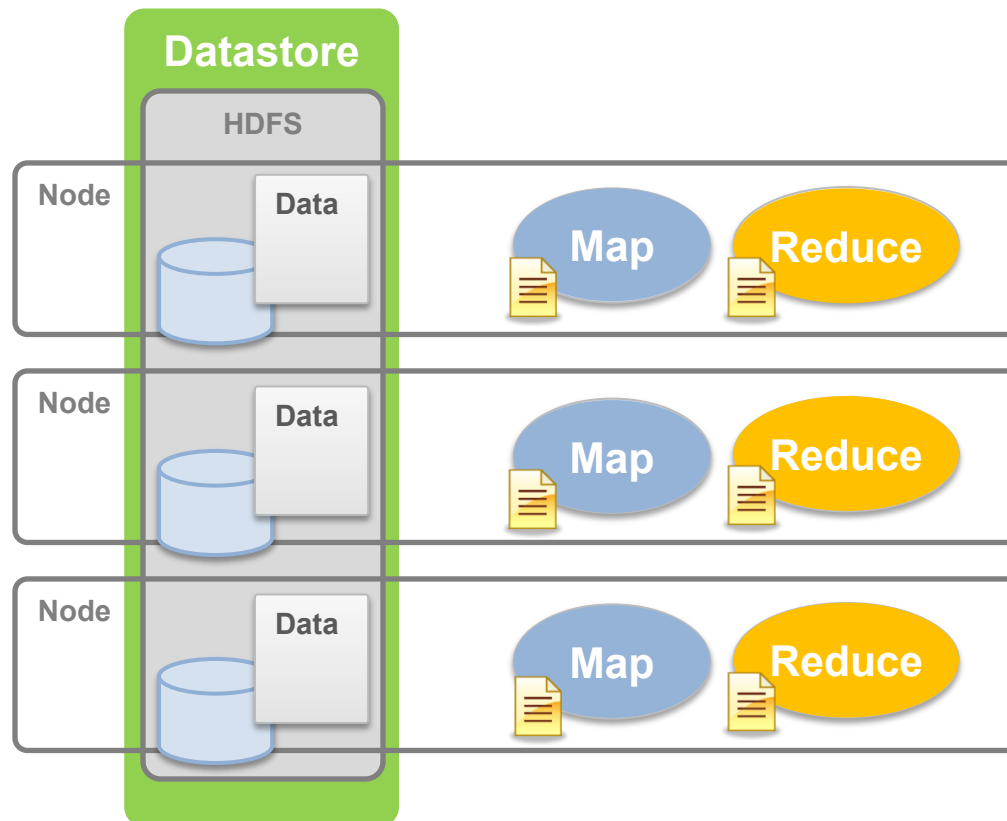 Datastore
HDFS
Node
Data
Map
Reduce
Node
Data
Map
Reduce
Node
Data
Map
Reduce